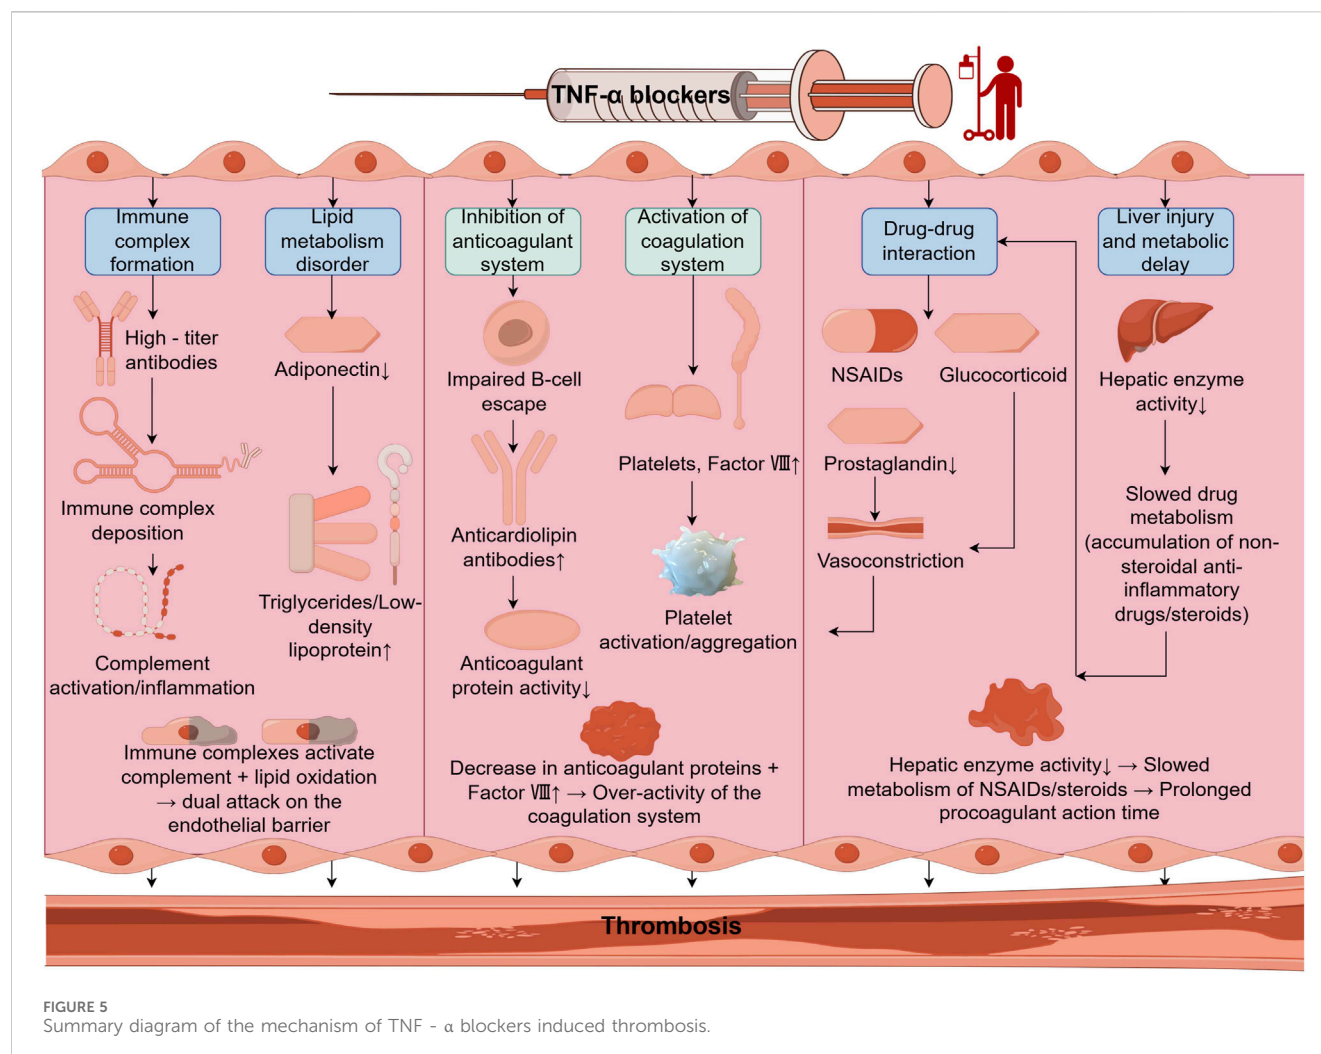 TNF-α blockers
Immune
complex
formation
High - titer
antibodies
Immune complex
deposition
Complement
activation/inflammation
Lipid
metabolism
disorder
Adiponectin↓
Triglycerides/Low-
density
lipoprotein↑
Immune complexes activate
complement + lipid oxidation
→ dual attack on the
endothelial barrier
Inhibition of
anticoagulant
system
Impaired B-cell
escape
Anticardiolipin
antibodies↑
Anticoagulant
protein activity↓
Activation of
coagulation
system
Platelets, Factor Ⅷ↑
Platelet
activation/aggregation
Decrease in anticoagulant proteins +
Factor Ⅷ↑ → Over-activity of the
coagulation system
Drug-drug
interaction
NSAIDs
Glucocorticoid
Prostaglandin↓
Vasoconstriction
Liver injury
and metabolic
delay
Hepatic enzyme
activity↓
Slowed drug
metabolism
(accumulation of non-
steroidal anti-
inflammatory
drugs/steroids)
Hepatic enzyme activity↓ → Slowed
metabolism of NSAIDs/steroids → Prolonged
procoagulant action time
Thrombosis
FIGURE 5
Summary diagram of the mechanism of TNF - α blockers induced thrombosis.